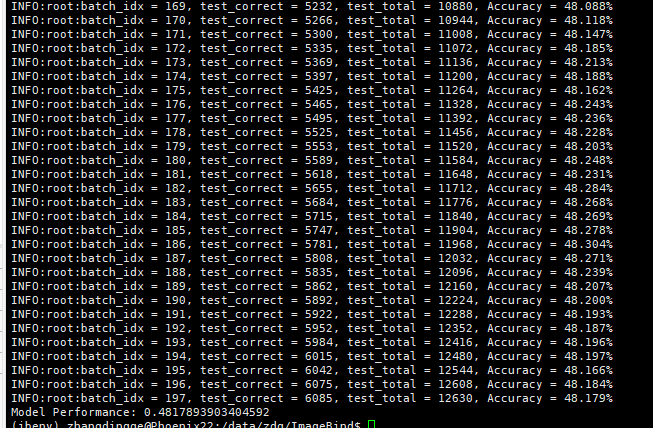 INFO:root:batch_idx = 169, test_correct = 5232, test_total = 10880, Accuracy = 48.088%
INFO:root:batch_idx = 170, test_correct = 5266, test_total = 10944, Accuracy = 48.118%
INFO:root:batch_idx = 171, test_correct = 5300, test_total = 11008, Accuracy = 48.147%
INFO:root:batch_idx = 172, test_correct = 5335, test_total = 11072, Accuracy = 48.185%
INFO:root:batch_idx = 173, test_correct = 5369, test_total = 11136, Accuracy = 48.213%
INFO:root:batch_idx = 174, test_correct = 5397, test_total = 11200, Accuracy = 48.188%
INFO:root:batch_idx = 175, test_correct = 5425, test_total = 11264, Accuracy = 48.162%
INFO:root:batch_idx = 176, test_correct = 5465, test_total = 11328, Accuracy = 48.243%
INFO:root:batch_idx = 177, test_correct = 5495, test_total = 11392, Accuracy = 48.236%
INFO:root:batch_idx = 178, test_correct = 5525, test_total = 11456, Accuracy = 48.228%
INFO:root:batch_idx = 179, test_correct = 5553, test_total = 11520, Accuracy = 48.203%
INFO:root:batch_idx = 180, test_correct = 5589, test_total = 11584, Accuracy = 48.248%
INFO:root:batch_idx = 181, test_correct = 5618, test_total = 11648, Accuracy = 48.231%
INFO:root:batch_idx = 182, test_correct = 5655, test_total = 11712, Accuracy = 48.284%
INFO:root:batch_idx = 183, test_correct = 5684, test_total = 11776, Accuracy = 48.268%
INFO:root:batch_idx = 184, test_correct = 5715, test_total = 11840, Accuracy = 48.269%
INFO:root:batch_idx = 185, test_correct = 5747, test_total = 11904, Accuracy = 48.278%
INFO:root:batch_idx = 186, test_correct = 5781, test_total = 11968, Accuracy = 48.304%
INFO:root:batch_idx = 187, test_correct = 5808, test_total = 12032, Accuracy = 48.271%
INFO:root:batch_idx = 188, test_correct = 5835, test_total = 12096, Accuracy = 48.239%
INFO:root:batch_idx = 189, test_correct = 5862, test_total = 12160, Accuracy = 48.207%
INFO:root:batch_idx = 190, test_correct = 5892, test_total = 12224, Accuracy = 48.200%
INFO:root:batch_idx = 191, test_correct = 5922, test_total = 12288, Accuracy = 48.193%
INFO:root:batch_idx = 192, test_correct = 5952, test_total = 12352, Accuracy = 48.187%
INFO:root:batch_idx = 193, test_correct = 5984, test_total = 12416, Accuracy = 48.196%
INFO:root:batch_idx = 194, test_correct = 6015, test_total = 12480, Accuracy = 48.197%
INFO:root:batch_idx = 195, test_correct = 6042, test_total = 12544, Accuracy = 48.166%
INFO:root:batch_idx = 196, test_correct = 6075, test_total = 12608, Accuracy = 48.184%
INFO:root:batch_idx = 197, test_correct = 6085, test_total = 12630, Accuracy = 48.179%
Model Performance: 0.4817893903404592
(ibenv) zhangdingge@Phoenix22:/data/zdg/ImageBind$